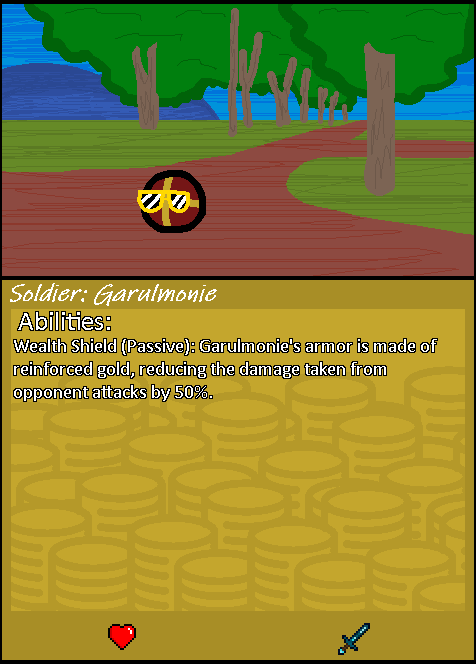 Soldier: Garulmonie
Abilities:
Wealth Shield (Passive): Garulmonie's armor is made of
reinforced gold, reducing the damage taken from
opponent attacks by 50%.